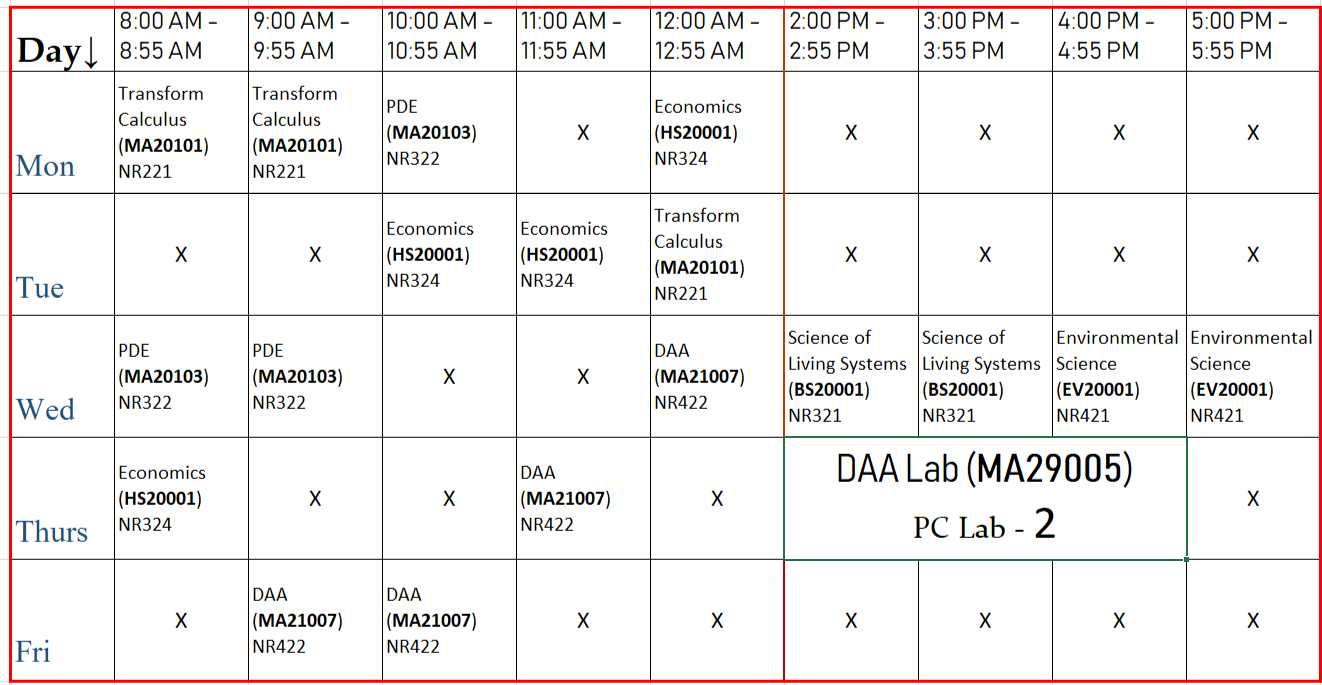 Day↓
8:00 AM –
8:55 AM
9:00 AM –
9:55 AM
10:00 AM –
10:55 AM
11:00 AM –
11:55 AM
12:00 AM –
12:55 AM
2:00 PM –
2:55 PM
3:00 PM –
3:55 PM
4:00 PM –
4:55 PM
5:00 PM –
5:55 PM
Mon
Transform
Calculus
(MA20101)
NR221
Transform
Calculus
(MA20101)
NR221
PDE
(MA20103)
NR322
X
Economics
(HS20001)
NR324
X
X
X
X
Tue
X
X
Economics
(HS20001)
NR324
Economics
(HS20001)
NR324
Transform
Calculus
(MA20101)
NR221
X
X
X
X
Wed
PDE
(MA20103)
NR322
PDE
(MA20103)
NR322
X
X
DAA
(MA21007)
NR422
Science of
Living Systems
(BS20001)
NR321
Science of
Living Systems
(BS20001)
NR321
Environmental
Science
(EV20001)
NR421
Environmental
Science
(EV20001)
NR421
Thurs
Economics
(HS20001)
NR324
X
X
DAA
(MA21007)
NR422
X
DAA Lab (MA29005)
PC Lab - 2
X
Fri
X
DAA
(MA21007)
NR422
DAA
(MA21007)
NR422
X
X
X
X
X
X